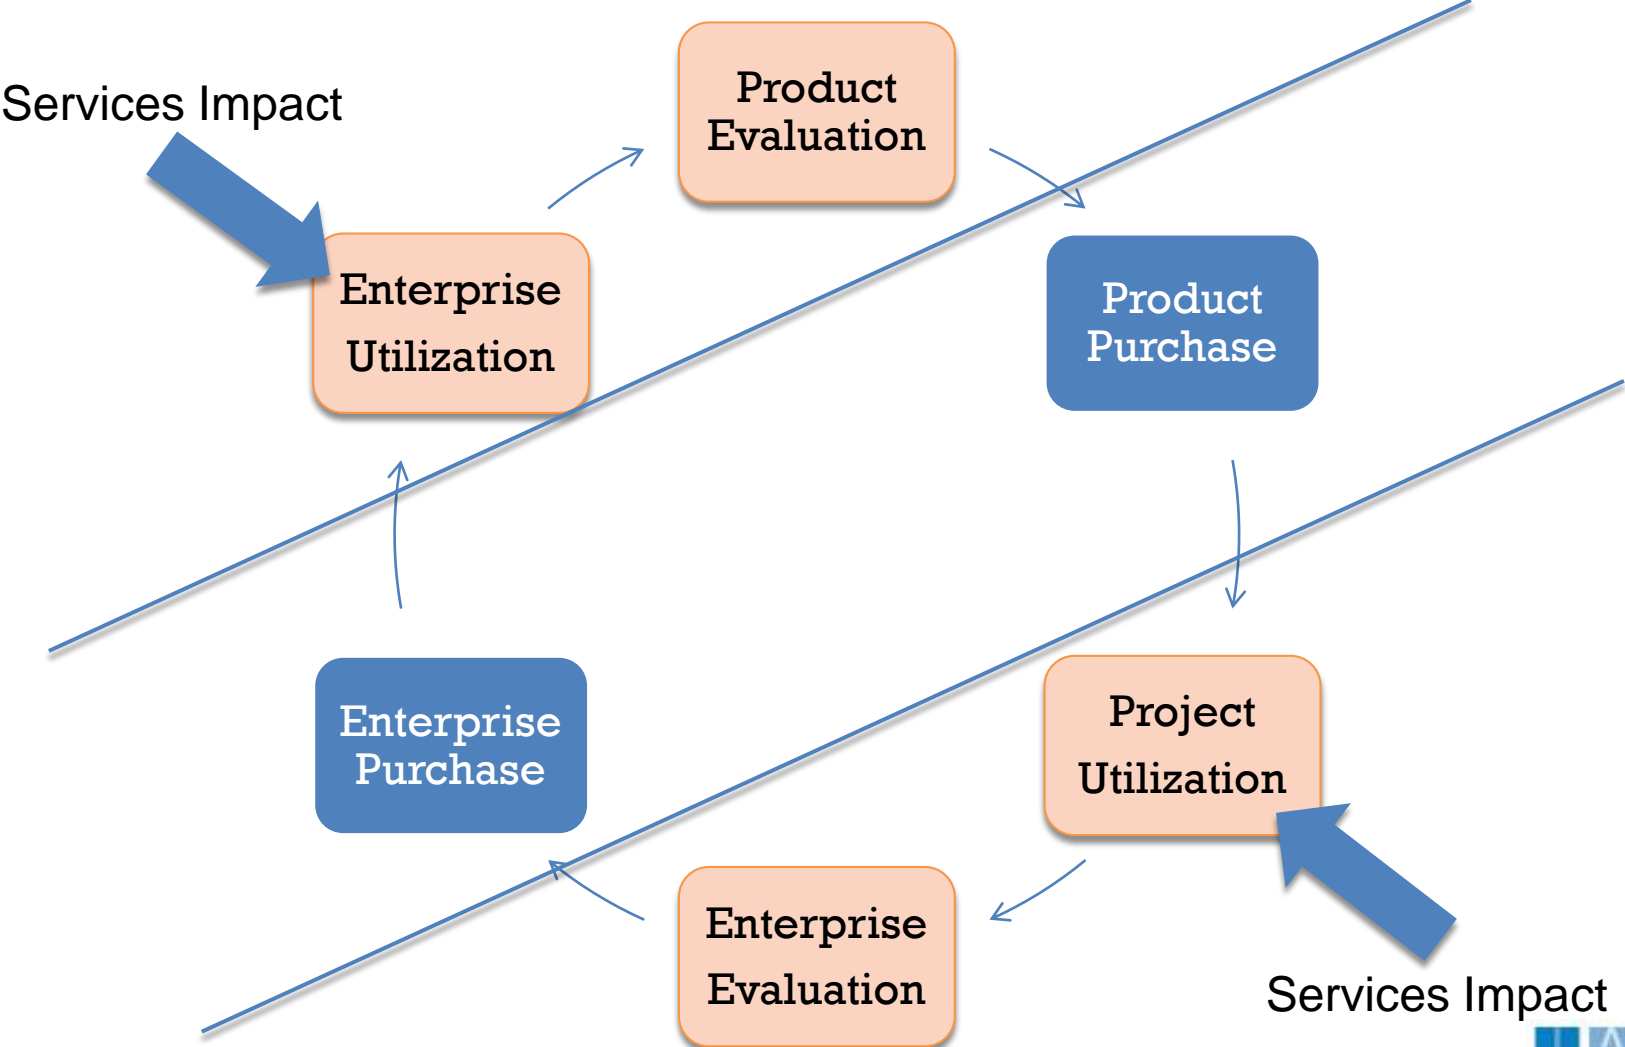 Services Impact
Product
Evaluation
Enterprise
Utilization
Product
Purchase
Enterprise
Purchase
Project
Utilization
Enterprise
Evaluation
Services Impact